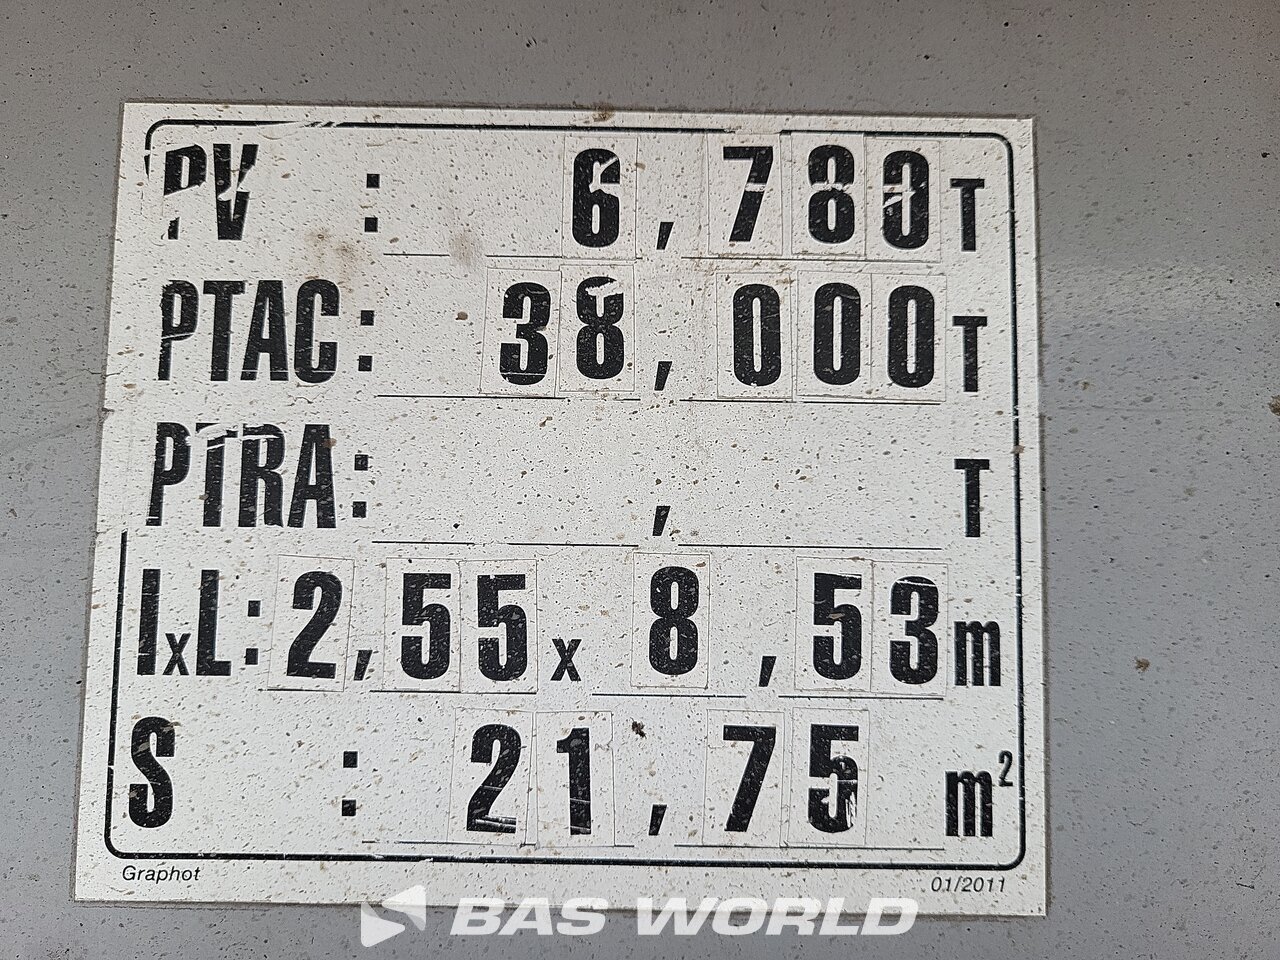 PV : 6,780 T
PTAC: 38,000 T
PTRA: , T
lxL: 2,55 x 8,53 m
S : 21,75 m²
Graphot 01/2011
BAS WORLD